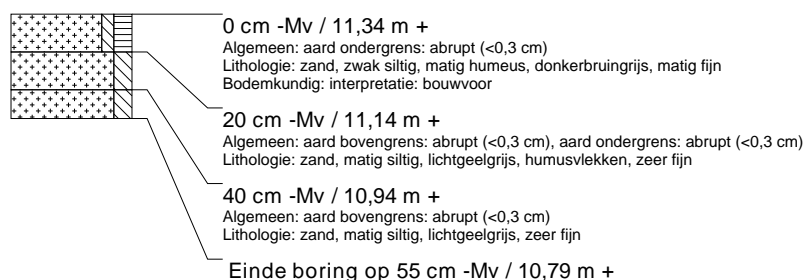 0 cm -Mv / 11,34 m +
Algemeen: aard ondergrens: abrupt (<0,3 cm)
Lithologie: zand, zwak siltig, matig humeus, donkerbruingrijs, matig fijn
Bodemkundig: interpretatie: bouwvoor
20 cm -Mv / 11,14 m +
Algemeen: aard bovengrens: abrupt (<0,3 cm), aard ondergrens: abrupt (<0,3 cm)
Lithologie: zand, matig siltig, lichtgeelgrijs, humusvlekken, zeer fijn
40 cm -Mv / 10,94 m +
Algemeen: aard bovengrens: abrupt (<0,3 cm)
Lithologie: zand, matig siltig, lichtgeelgrijs, zeer fijn
Einde boring op 55 cm -Mv / 10,79 m +